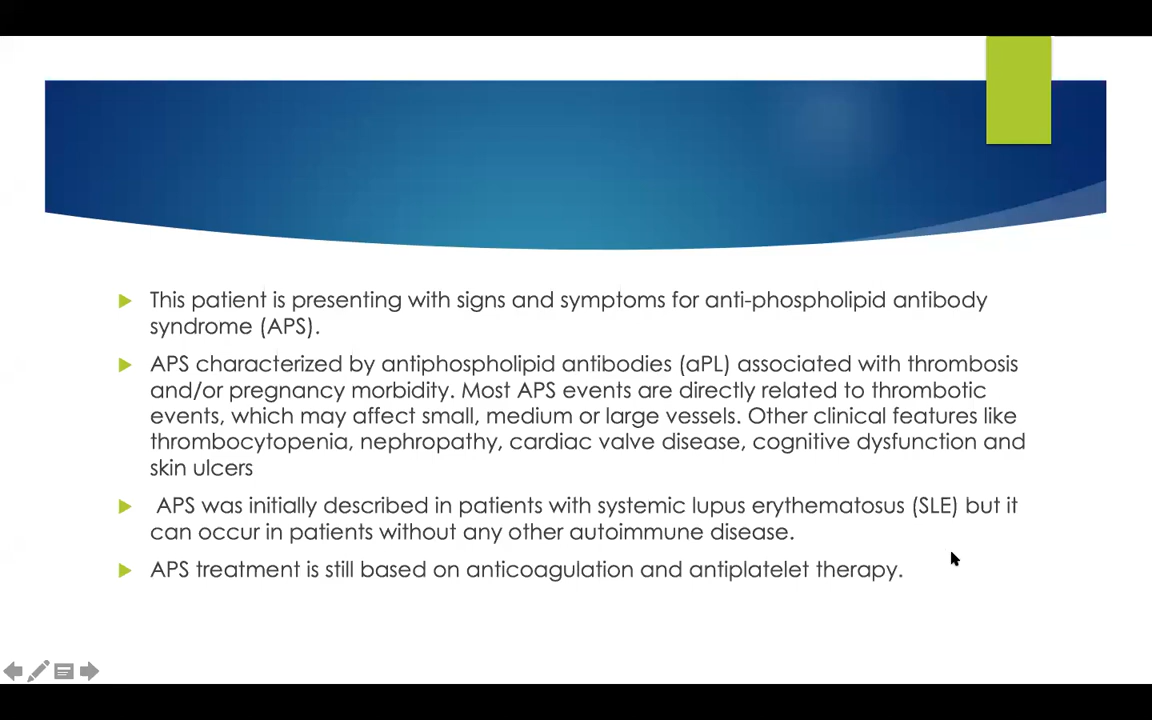 This patient is presenting with signs and symptoms for anti-phospholipid antibody
syndrome (APS).
APS characterized by antiphospholipid antibodies (aPL) associated with thrombosis
and/or pregnancy morbidity. Most APS events are directly related to thrombotic
events, which may affect small, medium or large vessels. Other clinical features like
thrombocytopenia, nephropathy, cardiac valve disease, cognitive dysfunction and
skin ulcers
APS was initially described in patients with systemic lupus erythematosus (SLE) but it
can occur in patients without any other autoimmune disease.
APS treatment is still based on anticoagulation and antiplatelet therapy.